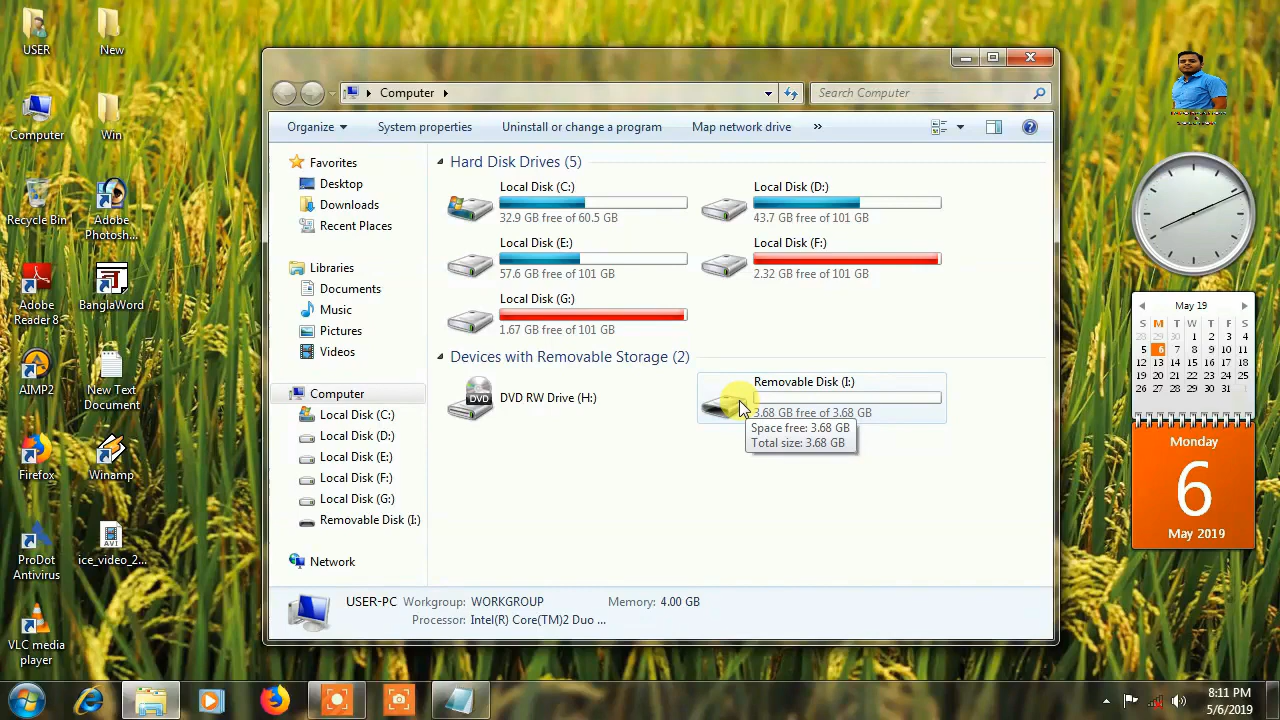 USER
New
Computer
Win
Recycle Bin
Adobe
Photosh...
Adobe
Reader 8
BanglaWord
AIMP2
New Text
Document
Firefox
Winamp
ProDot
Antivirus
ice_video_2...
VLC media
player
Computer
Search Computer
Organize
System properties
Uninstall or change a program
Map network drive
»
Favorites
Desktop
Downloads
Recent Places
Libraries
Documents
Music
Pictures
Videos
Computer
Local Disk (C:)
Local Disk (D:)
Local Disk (E:)
Local Disk (F:)
Local Disk (G:)
Removable Disk (I:)
Network
Hard Disk Drives (5)
Local Disk (C:)
32.9 GB free of 60.5 GB
Local Disk (D:)
43.7 GB free of 101 GB
Local Disk (E:)
57.6 GB free of 101 GB
Local Disk (F:)
2.32 GB free of 101 GB
Local Disk (G:)
1.67 GB free of 101 GB
Devices with Removable Storage (2)
DVD
DVD RW Drive (H:)
Removable Disk (I:)
3.68 GB free of 3.68 GB
Space free: 3.68 GB
Total size: 3.68 GB
USER-PC Workgroup: WORKGROUP Memory: 4.00 GB
Processor: Intel(R) Core(TM)2 Duo ...
May 19
S M T W T F S
28 29 30 1 2 3 4
5 6 7 8 9 10 11
12 13 14 15 16 17 18
19 20 21 22 23 24 25
26 27 28 29 30 31 1
Monday
6
May 2019
8:11 PM
5/6/2019